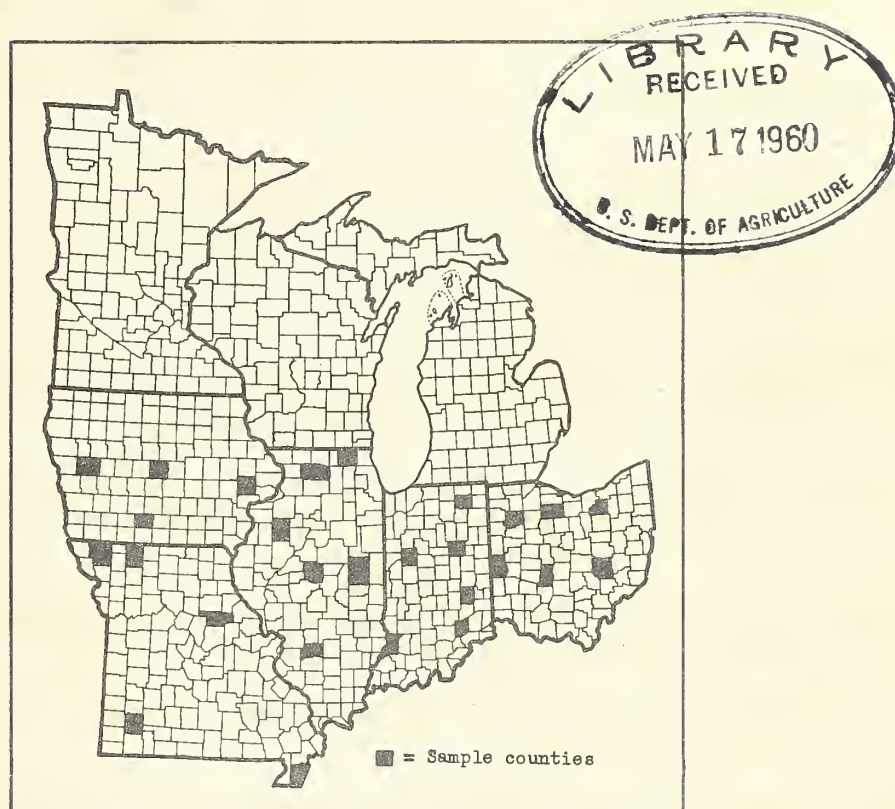 LIBRARY
RECEIVED
MAY 17 1960
U. S. DEPT. OF AGRICULTURE
= Sample counties